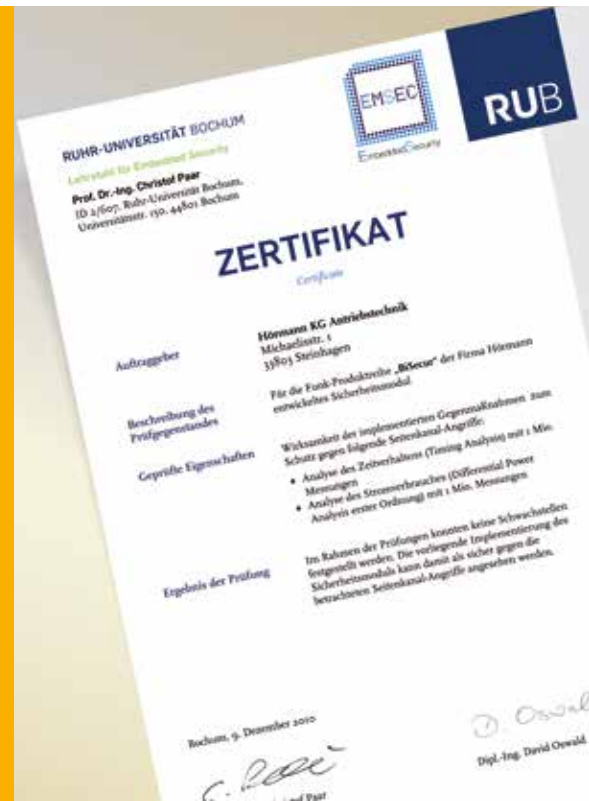 RUHR-UNIVERSITÄT BOCHUM
Lehrstuhl für Embedded Security
Prof. Dr.-Ing. Christof Paar
ID 2/607, Ruhr-Universität Bochum,
Universitätsstr. 150, 44801 Bochum
EMSEC
Embedded Security
RUB
ZERTIFIKAT
Certificate
Auftraggeber
Hörmann KG Antriebstechnik
Michaelisstr. 1
33803 Steinhagen
Beschreibung des
Prüfgegenstandes
Für die Funk-Produktreihe „BiSecur" der Firma Hörmann
entwickeltes Sicherheitsmodul
Geprüfte Eigenschaften
Wirksamkeit des implementierten Gegenmaßnahmen zum
Schutz gegen folgende Seitenkanal-Angriffe:
• Analyse des Zeitverhaltens (Timing Analysis) mit 1 Mio.
Messungen
• Analyse des Stromverbrauches (Differential Power
Analysis erster Ordnung) mit 1 Mio. Messungen
Ergebnis der Prüfung
Im Rahmen der Prüfungen konnten keine Schwachstellen
festgestellt werden. Die vorliegende Implementierung des
Sicherheitsmoduls kann damit als sicher gegen die
betrachteten Seitenkanal-Angriffe angesehen werden.
Bochum, 9. Dezember 2010
D. Oswald
Dipl.-Ing. David Oswald
Paar